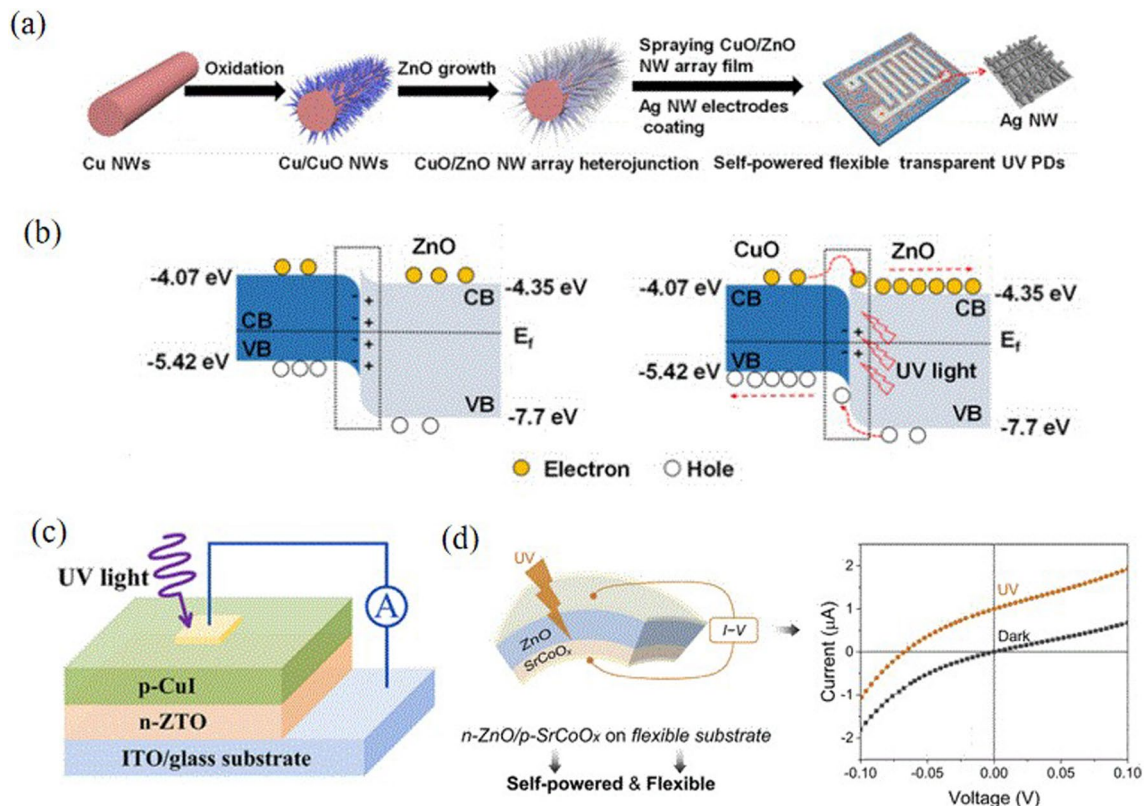 (a)
Oxidation
ZnO growth
Spraying CuO/ZnO
NW array film
Ag NW electrodes
coating
Ag NW
Cu NWs
Cu/CuO NWs
CuO/ZnO NW array heterojunction
Self-powered flexible transparent UV PDs
(b)
ZnO
-4.07 eV
CB
VB
-5.42 eV
CB
-4.35 eV
Ef
VB
-7.7 eV
CuO
ZnO
-4.07 eV
CB
VB
-5.42 eV
CB
-4.35 eV
Ef
UV light
VB
-7.7 eV
Electron
Hole
(c)
UV light
A
p-CuI
n-ZTO
ITO/glass substrate
(d)
UV
ZnO
SrCoOx
I-V
n-ZnO/p-SrCoOx on flexible substrate
Self-powered & Flexible
Current (µA)
2
1
0
-1
-2
UV
Dark
-0.10
-0.05
0.00
0.05
0.10
Voltage (V)